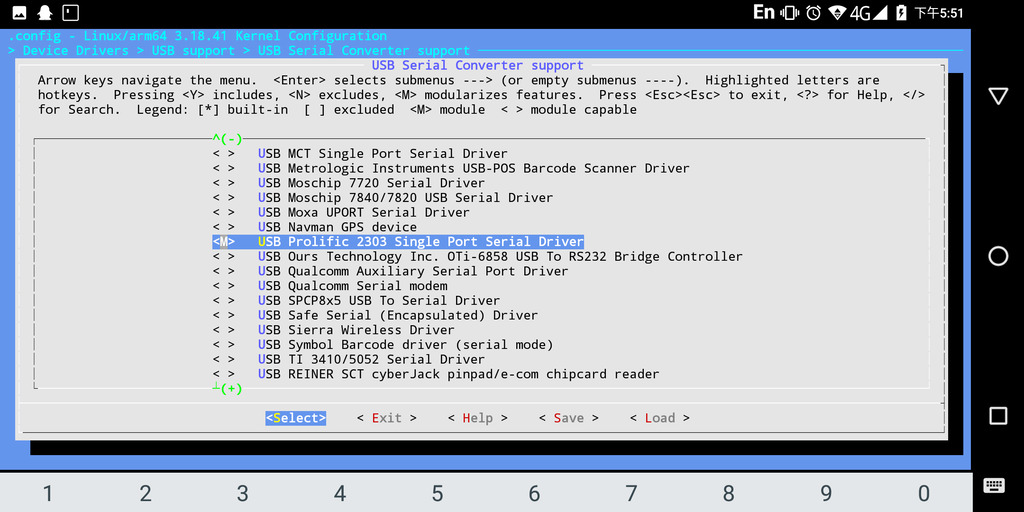 En 4G 下午5:51
.config - Linux/arm64 3.18.41 Kernel Configuration
> Device Drivers > USB support > USB Serial Converter support
USB Serial Converter support
Arrow keys navigate the menu. <Enter> selects submenus ---> (or empty submenus ----). Highlighted letters are
hotkeys. Pressing <Y> includes, <N> excludes, <M> modularizes features. Press <Esc><Esc> to exit, <?> for Help, </>
for Search. Legend: [*] built-in [ ] excluded <M> module < > module capable
^(-)
< > USB MCT Single Port Serial Driver
< > USB Metrologic Instruments USB-POS Barcode Scanner Driver
< > USB Moschip 7720 Serial Driver
< > USB Moschip 7840/7820 USB Serial Driver
< > USB Moxa UPORT Serial Driver
< > USB Navman GPS device
<M> USB Prolific 2303 Single Port Serial Driver
< > USB Ours Technology Inc. OTi-6858 USB To RS232 Bridge Controller
< > USB Qualcomm Auxiliary Serial Port Driver
< > USB Qualcomm Serial modem
< > USB SPCP8x5 USB To Serial Driver
< > USB Safe Serial (Encapsulated) Driver
< > USB Sierra Wireless Driver
< > USB Symbol Barcode driver (serial mode)
< > USB TI 3410/5052 Serial Driver
< > USB REINER SCT cyberJack pinpad/e-com chipcard reader
┴(+)
<Select> < Exit > < Help > < Save > < Load >
1 2 3 4 5 6 7 8 9 0